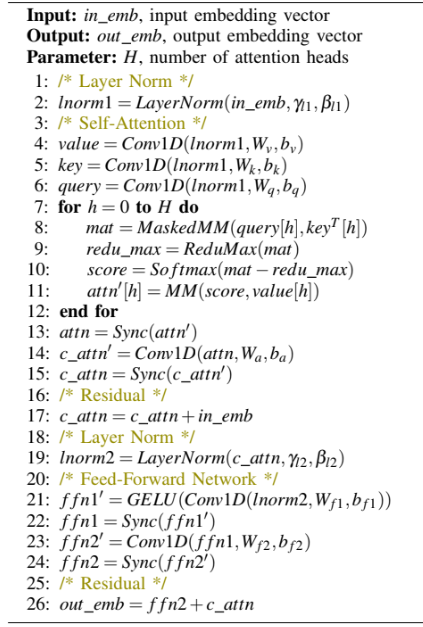 Input: in_emb, input embedding vector
Output: out_emb, output embedding vector
Parameter: H, number of attention heads
1: /* Layer Norm */
2: lnorm1 = LayerNorm(in_emb, γl1, βl1)
3: /* Self-Attention */
4: value = Conv1D(lnorm1, Wv, bv)
5: key = Conv1D(lnorm1, Wk, bk)
6: query = Conv1D(lnorm1, Wq, bq)
7: for h = 0 to H do
8: mat = MaskedMM(query[h], key^T[h])
9: redu_max = ReduMax(mat)
10: score = Softmax(mat − redu_max)
11: attn′[h] = MM(score, value[h])
12: end for
13: attn = Sync(attn′)
14: c_attn′ = Conv1D(attn, Wa, ba)
15: c_attn = Sync(c_attn′)
16: /* Residual */
17: c_attn = c_attn + in_emb
18: /* Layer Norm */
19: lnorm2 = LayerNorm(c_attn, γl2, βl2)
20: /* Feed-Forward Network */
21: ffn1′ = GELU(Conv1D(lnorm2, Wf1, bf1))
22: ffn1 = Sync(ffn1′)
23: ffn2′ = Conv1D(ffn1, Wf2, bf2)
24: ffn2 = Sync(ffn2′)
25: /* Residual */
26: out_emb = ffn2 + c_attn